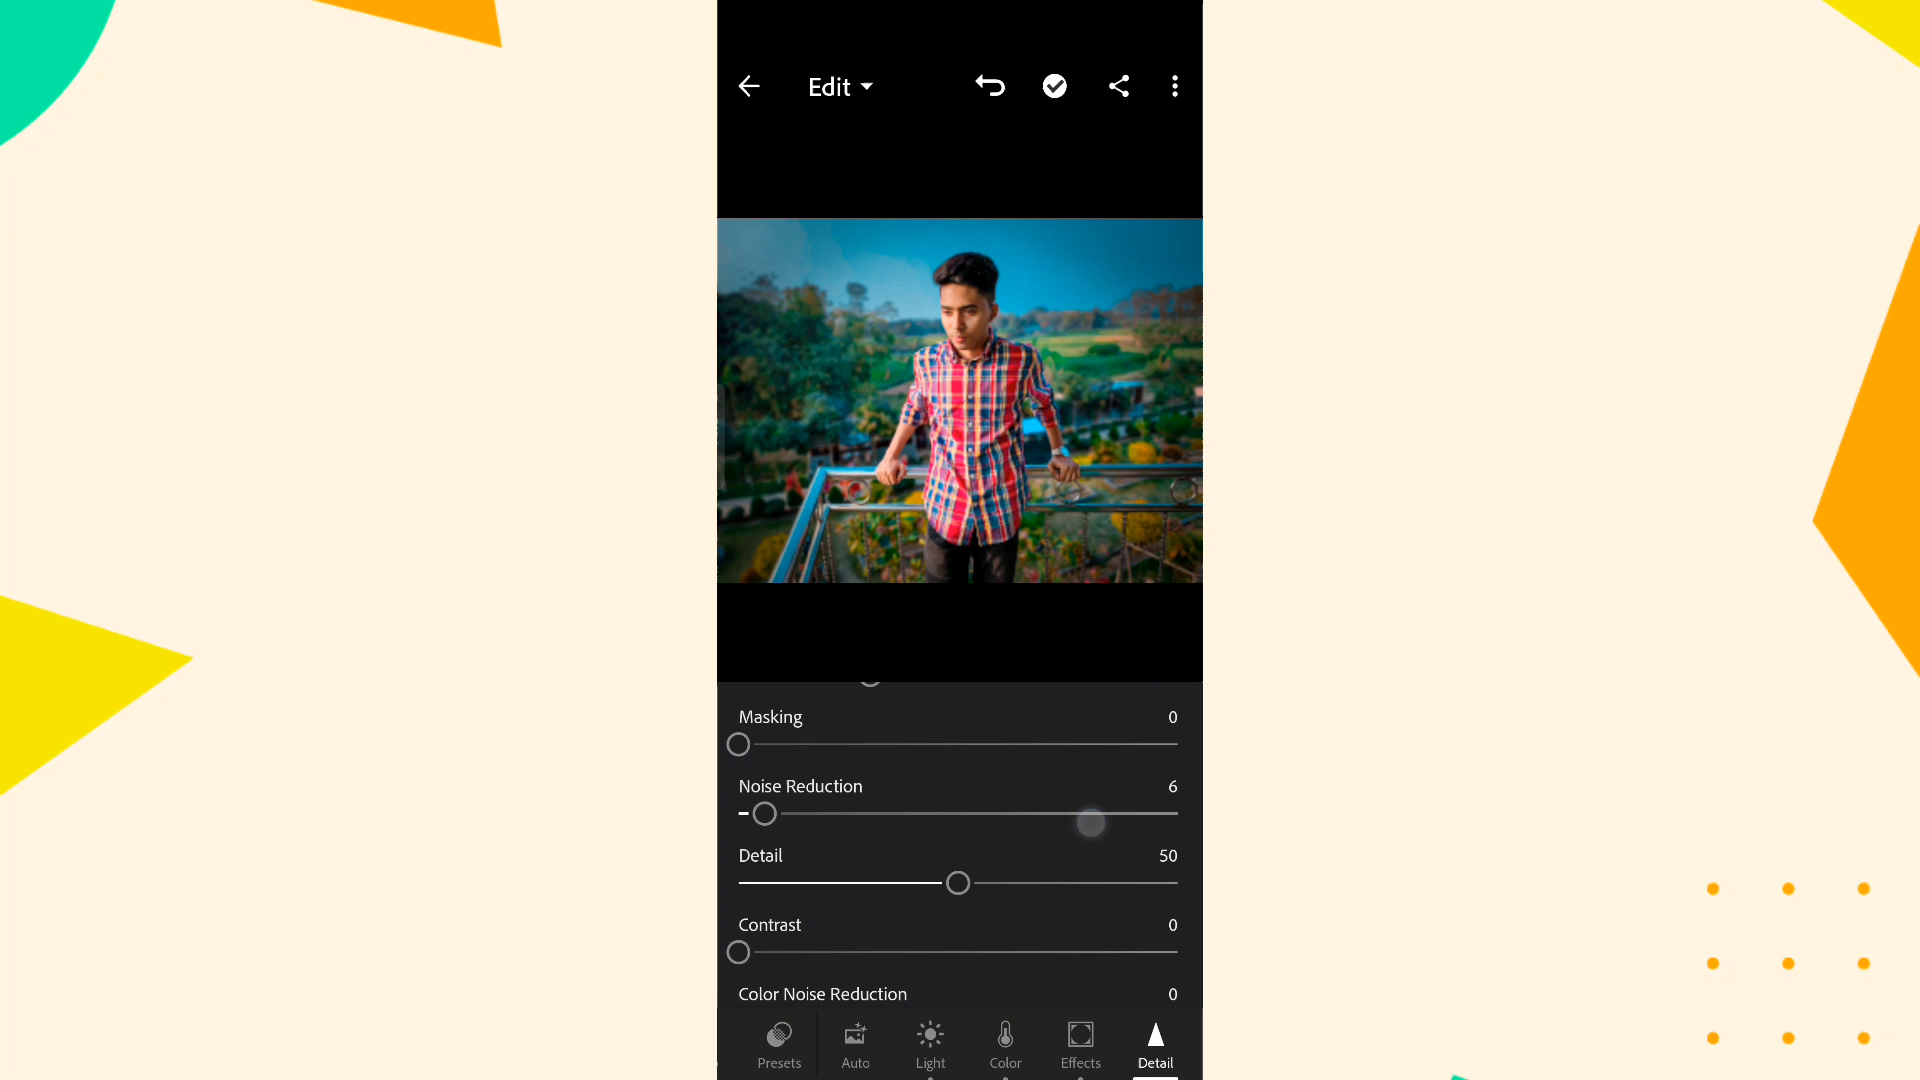 Edit
Masking 0
Noise Reduction 6
Detail 50
Contrast 0
Color Noise Reduction 0
Presets Auto Light Color Effects Detail